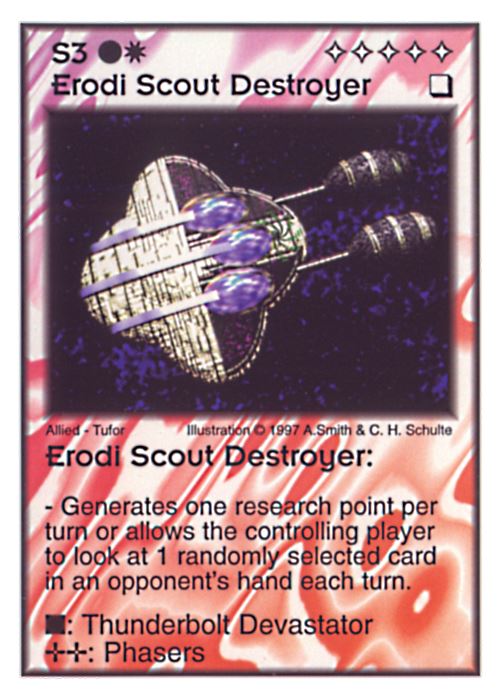 S3
Erodi Scout Destroyer
Allied - Tufor
Illustration © 1997 A.Smith & C. H. Schulte
Erodi Scout Destroyer:
- Generates one research point per
turn or allows the controlling player
to look at 1 randomly selected card
in an opponent's hand each turn.
■: Thunderbolt Devastator
✢✢: Phasers